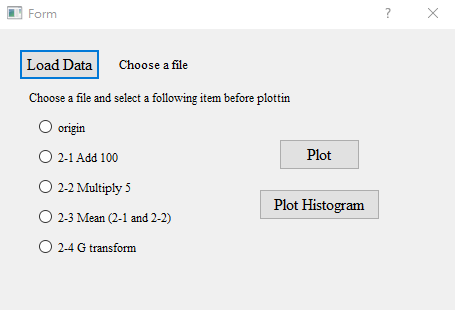 Form
Load Data
Choose a file
Choose a file and select a following item before plottin
origin
2-1 Add 100
2-2 Multiply 5
2-3 Mean (2-1 and 2-2)
2-4 G transform
Plot
Plot Histogram